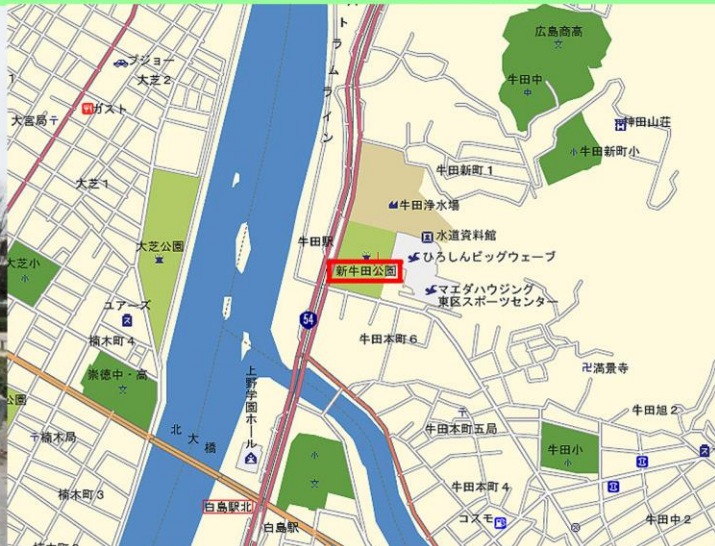 広島商高
牛田中
神田山荘
牛田新町小
牛田新町1
プジョー
大芝2
ガスト
大宮局
大芝1
大芝公園
大芝小
ユアーズ
楠木町4
崇徳中・高
公園
楠木局
楠木町3
北大橋
ストラムライン
牛田駅
牛田浄水場
水道資料館
ひろしんビッグウェーブ
新牛田公園
マエダハウジング
東区スポーツセンター
54
牛田本町6
満景寺
上野学園ホール
牛田本町五局
牛田旭2
牛田小
小
牛田本町4
コスモ
牛田中2
白島駅北
白島駅